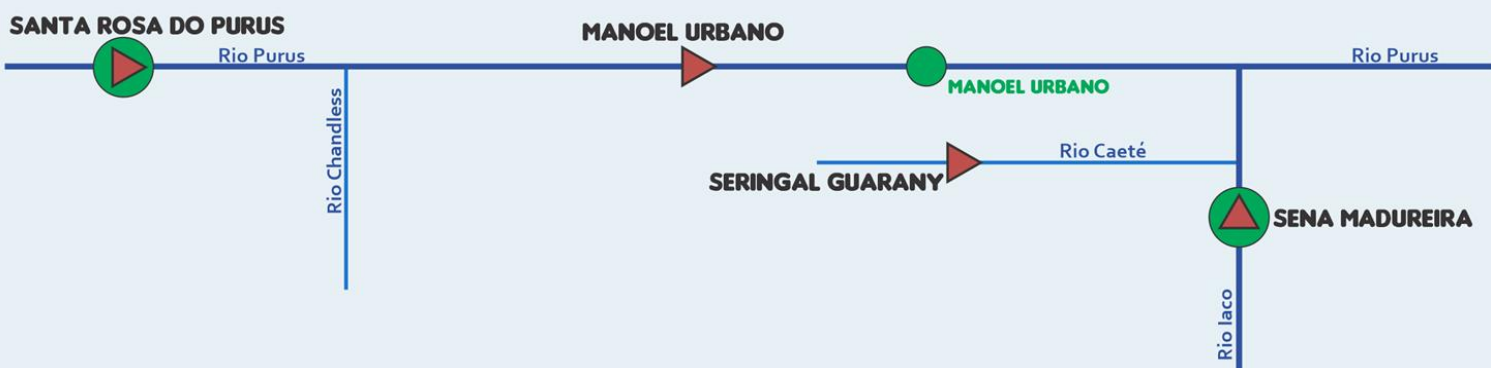 SANTA ROSA DO PURUS
MANOEL URBANO
Rio Purus
Rio Purus
MANOEL URBANO
Rio Chandless
Rio Caeté
SERINGAL GUARANY
SENA MADUREIRA
Rio Iaco